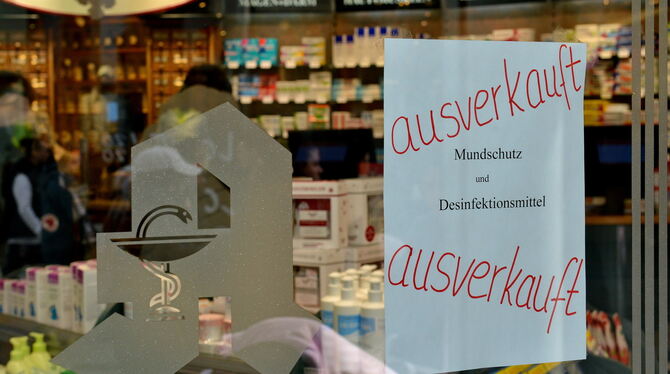 ausverkauft
Mundschutz
und
Desinfektionsmittel
ausverkauft